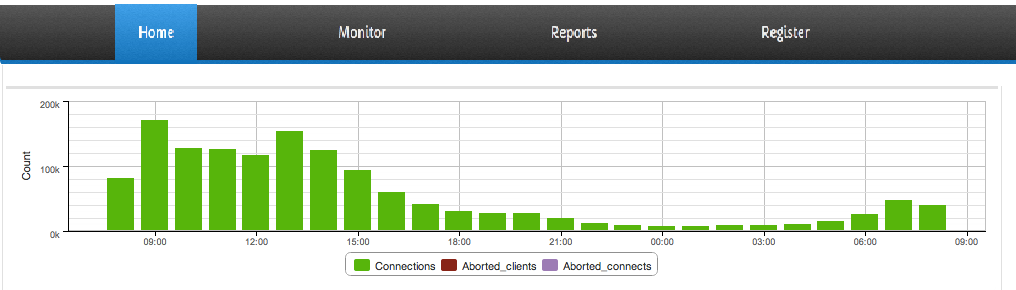 Home Monitor Reports Register
200k
100k
0k
Count
09:00 12:00 15:00 18:00 21:00 00:00 03:00 06:00 09:00
Connections Aborted_clients Aborted_connects